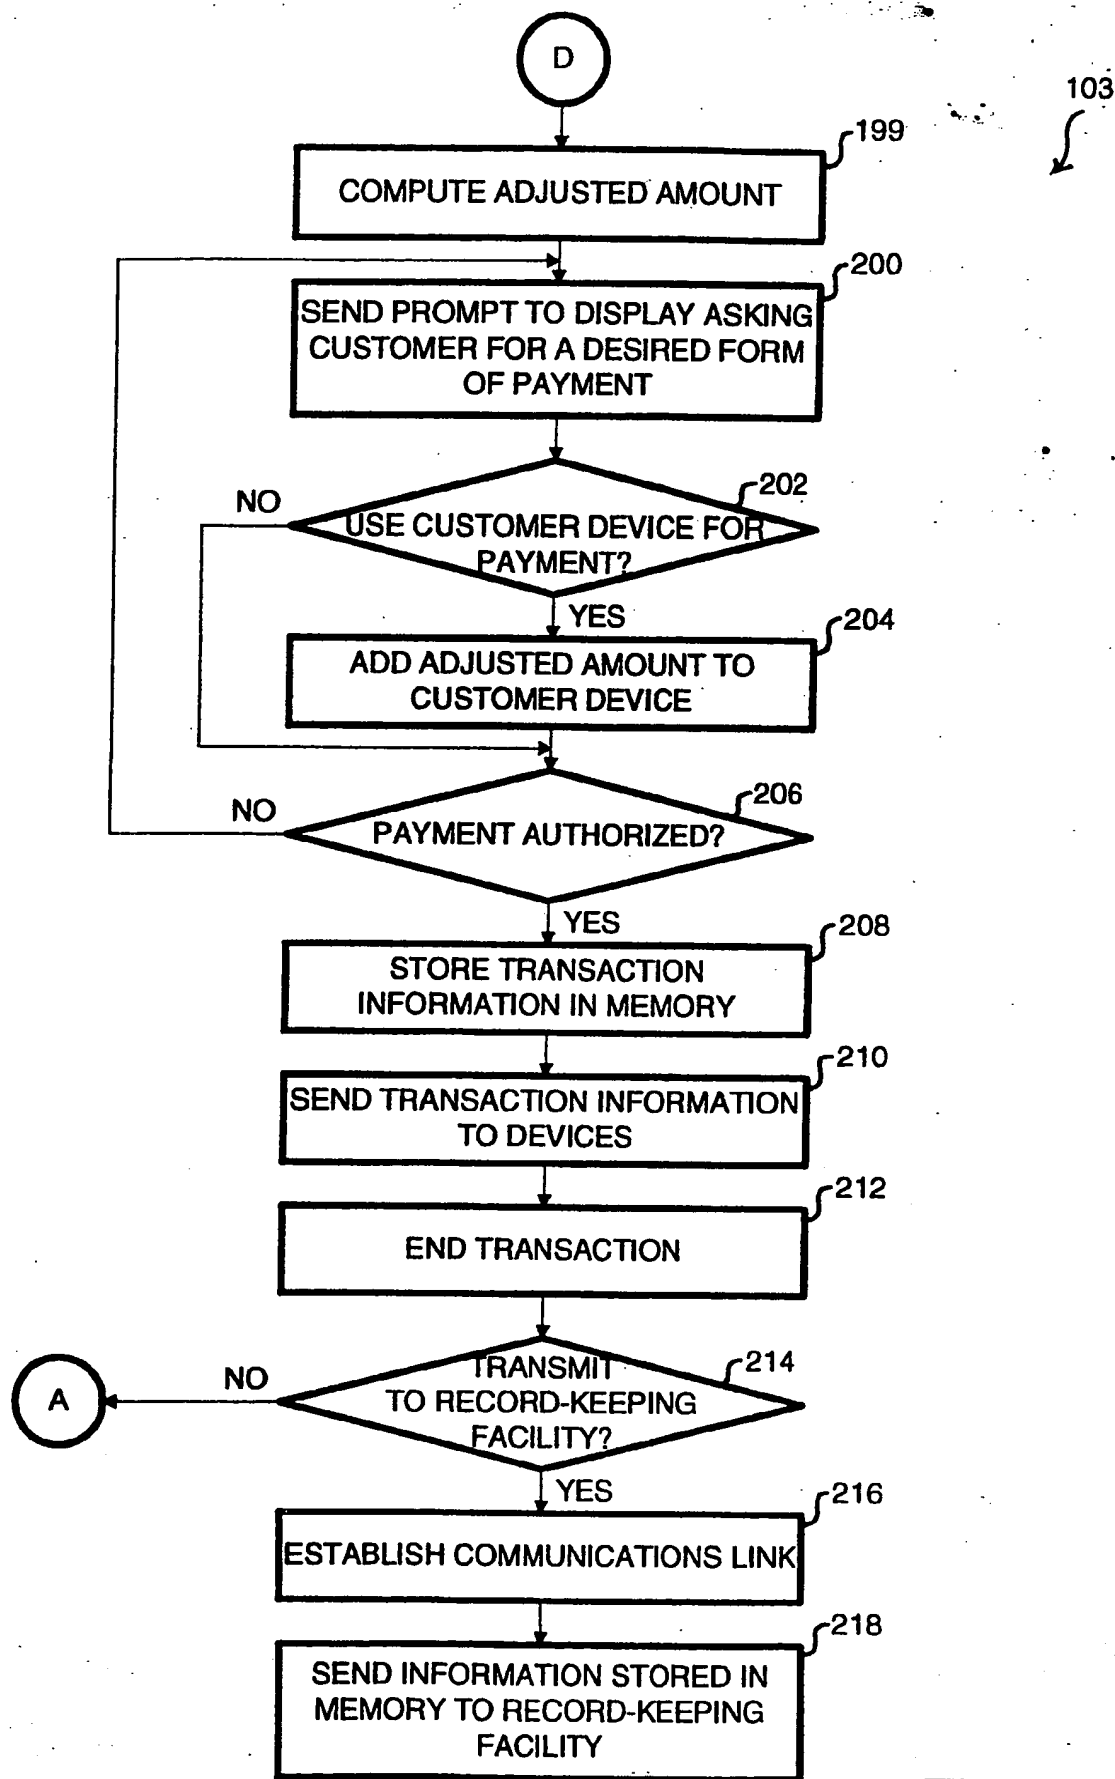 D
103
199
COMPUTE ADJUSTED AMOUNT
200
SEND PROMPT TO DISPLAY ASKING
CUSTOMER FOR A DESIRED FORM
OF PAYMENT
NO
202
USE CUSTOMER DEVICE FOR
PAYMENT?
YES
204
ADD ADJUSTED AMOUNT TO
CUSTOMER DEVICE
NO
206
PAYMENT AUTHORIZED?
YES
208
STORE TRANSACTION
INFORMATION IN MEMORY
210
SEND TRANSACTION INFORMATION
TO DEVICES
212
END TRANSACTION
A
NO
214
TRANSMIT
TO RECORD-KEEPING
FACILITY?
YES
216
ESTABLISH COMMUNICATIONS LINK
218
SEND INFORMATION STORED IN
MEMORY TO RECORD-KEEPING
FACILITY